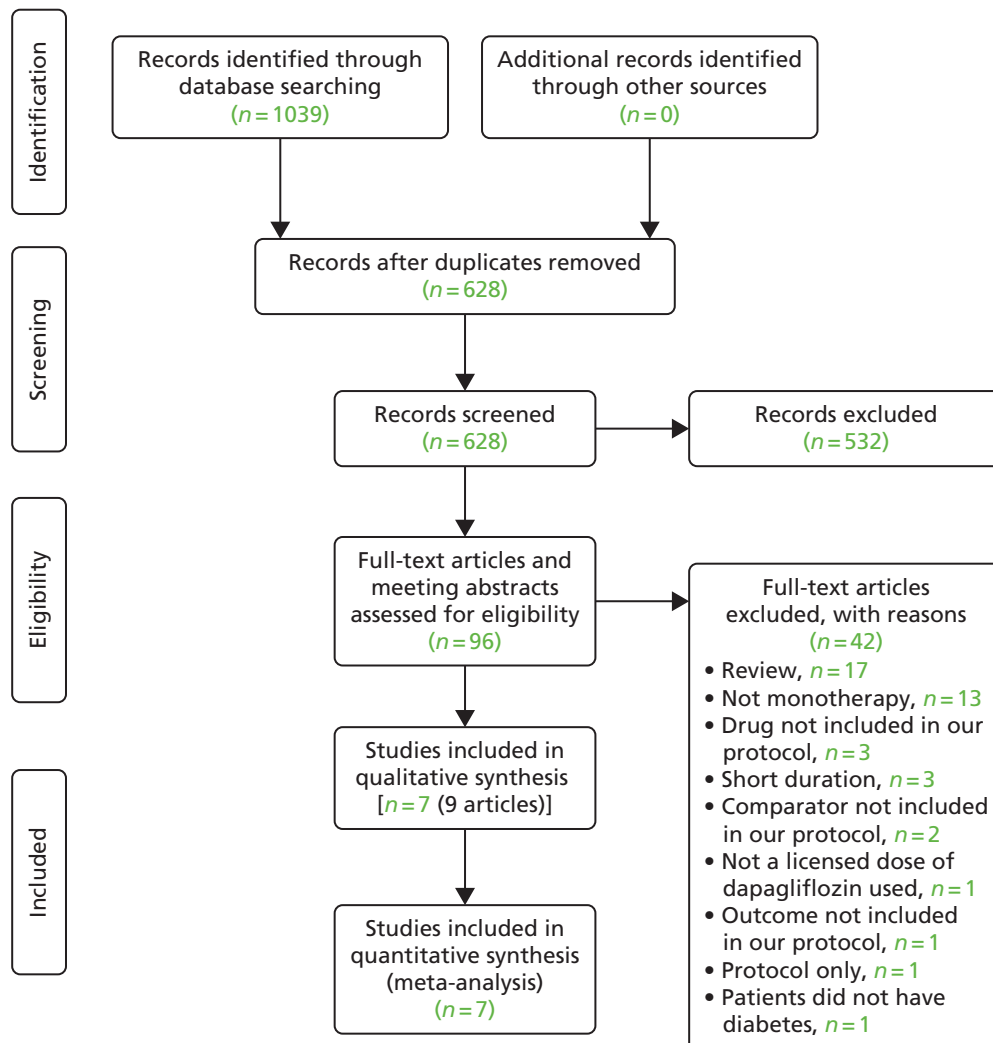 Identification
Records identified through
database searching
(n = 1039)
Additional records identified
through other sources
(n = 0)
Screening
Records after duplicates removed
(n = 628)
Records screened
(n = 628)
Records excluded
(n = 532)
Eligibility
Full-text articles and
meeting abstracts
assessed for eligibility
(n = 96)
Full-text articles
excluded, with reasons
(n = 42)
• Review, n = 17
• Not monotherapy, n = 13
• Drug not included in our
protocol, n = 3
• Short duration, n = 3
• Comparator not included
in our protocol, n = 2
• Not a licensed dose of
dapagliflozin used, n = 1
• Outcome not included
in our protocol, n = 1
• Protocol only, n = 1
• Patients did not have
diabetes, n = 1
Included
Studies included in
qualitative synthesis
[n = 7 (9 articles)]
Studies included in
quantitative synthesis
(meta-analysis)
(n = 7)